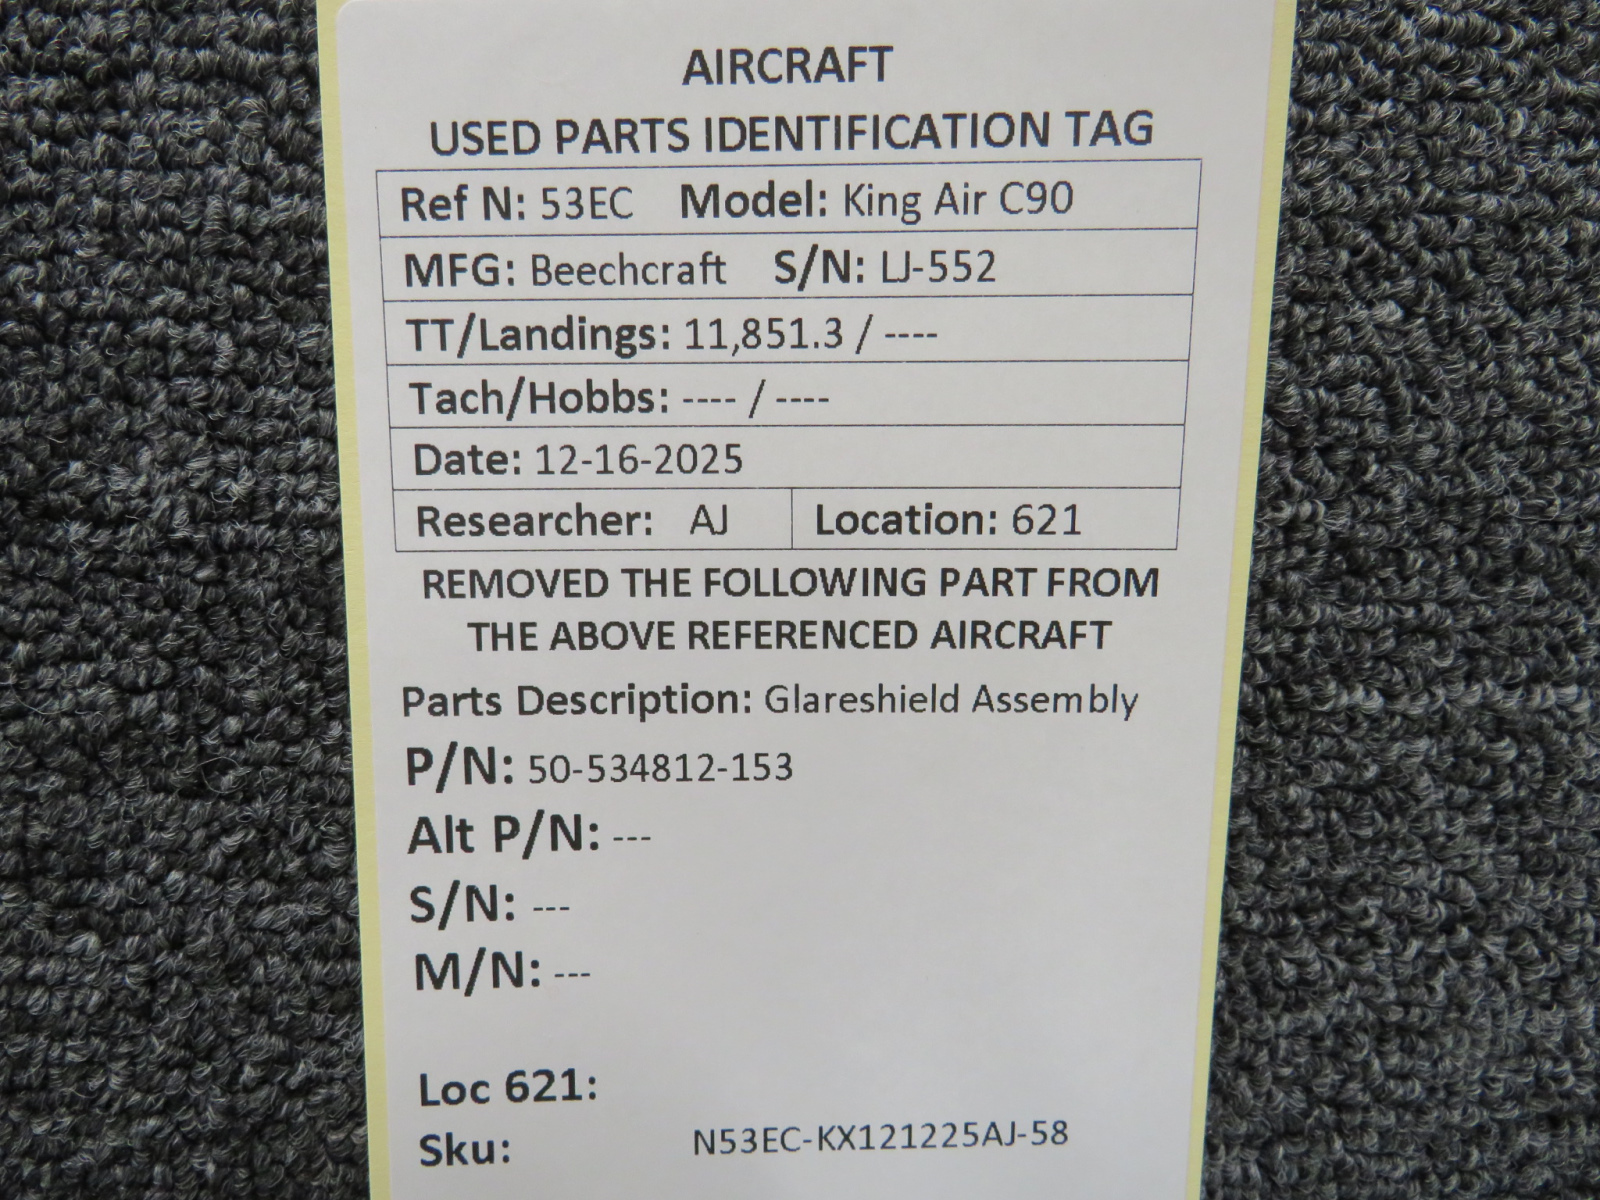 AIRCRAFT
USED PARTS IDENTIFICATION TAG
Ref N: 53EC Model: King Air C90
MFG: Beechcraft S/N: LJ-552
TT/Landings: 11,851.3 / ----
Tach/Hobbs: ---- / ----
Date: 12-16-2025
Researcher: AJ Location: 621
REMOVED THE FOLLOWING PART FROM
THE ABOVE REFERENCED AIRCRAFT
Parts Description: Glareshield Assembly
P/N: 50-534812-153
Alt P/N: ---
S/N: ---
M/N: ---
Loc 621:
Sku: N53EC-KX121225AJ-58